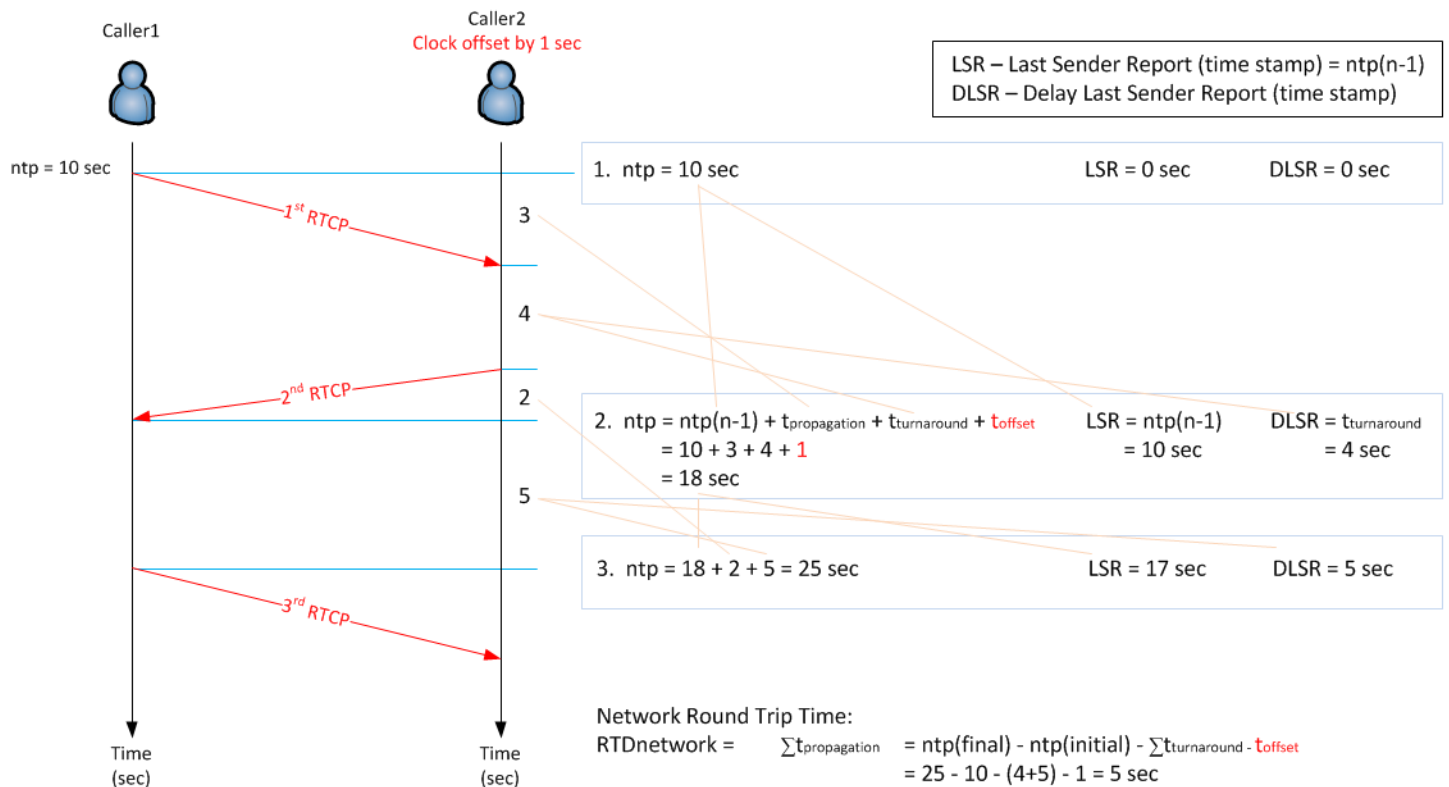 Caller1
Caller2
Clock offset by 1 sec
LSR – Last Sender Report (time stamp) = ntp(n-1)
DLSR – Delay Last Sender Report (time stamp)
ntp = 10 sec
1. ntp = 10 sec LSR = 0 sec DLSR = 0 sec
1st RTCP
3
4
2nd RTCP
2
2. ntp = ntp(n-1) + tpropagation + tturnaround + toffset LSR = ntp(n-1) DLSR = tturnaround
= 10 + 3 + 4 + 1 = 10 sec = 4 sec
= 18 sec
5
3. ntp = 18 + 2 + 5 = 25 sec LSR = 17 sec DLSR = 5 sec
3rd RTCP
Network Round Trip Time:
RTDnetwork = ∑tpropagation = ntp(final) - ntp(initial) - ∑tturnaround - toffset
= 25 - 10 - (4+5) - 1 = 5 sec
Time
(sec)
Time
(sec)